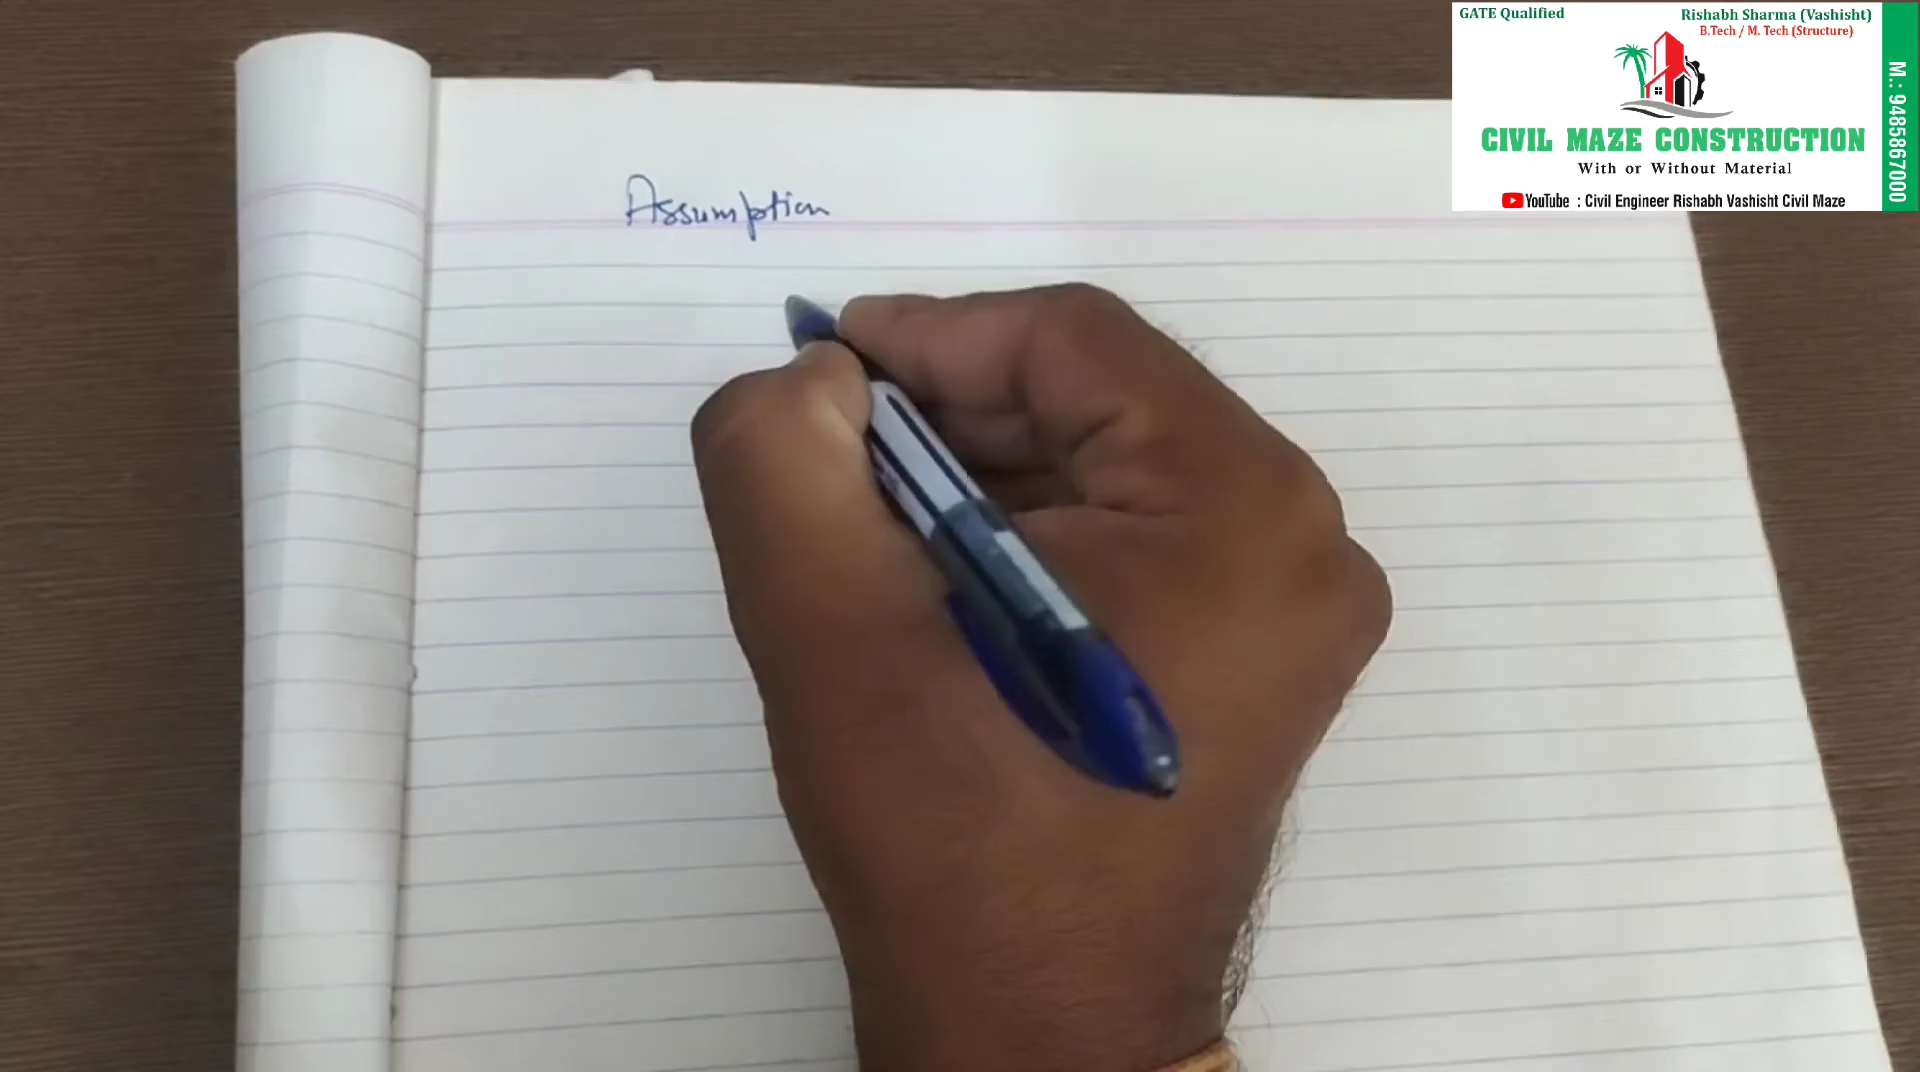 GATE Qualified
Rishabh Sharma (Vashisht)
B.Tech / M. Tech (Structure)
CIVIL MAZE CONSTRUCTION
With or Without Material
YouTube : Civil Engineer Rishabh Vashisht Civil Maze
M.: 9485867000
Assumption